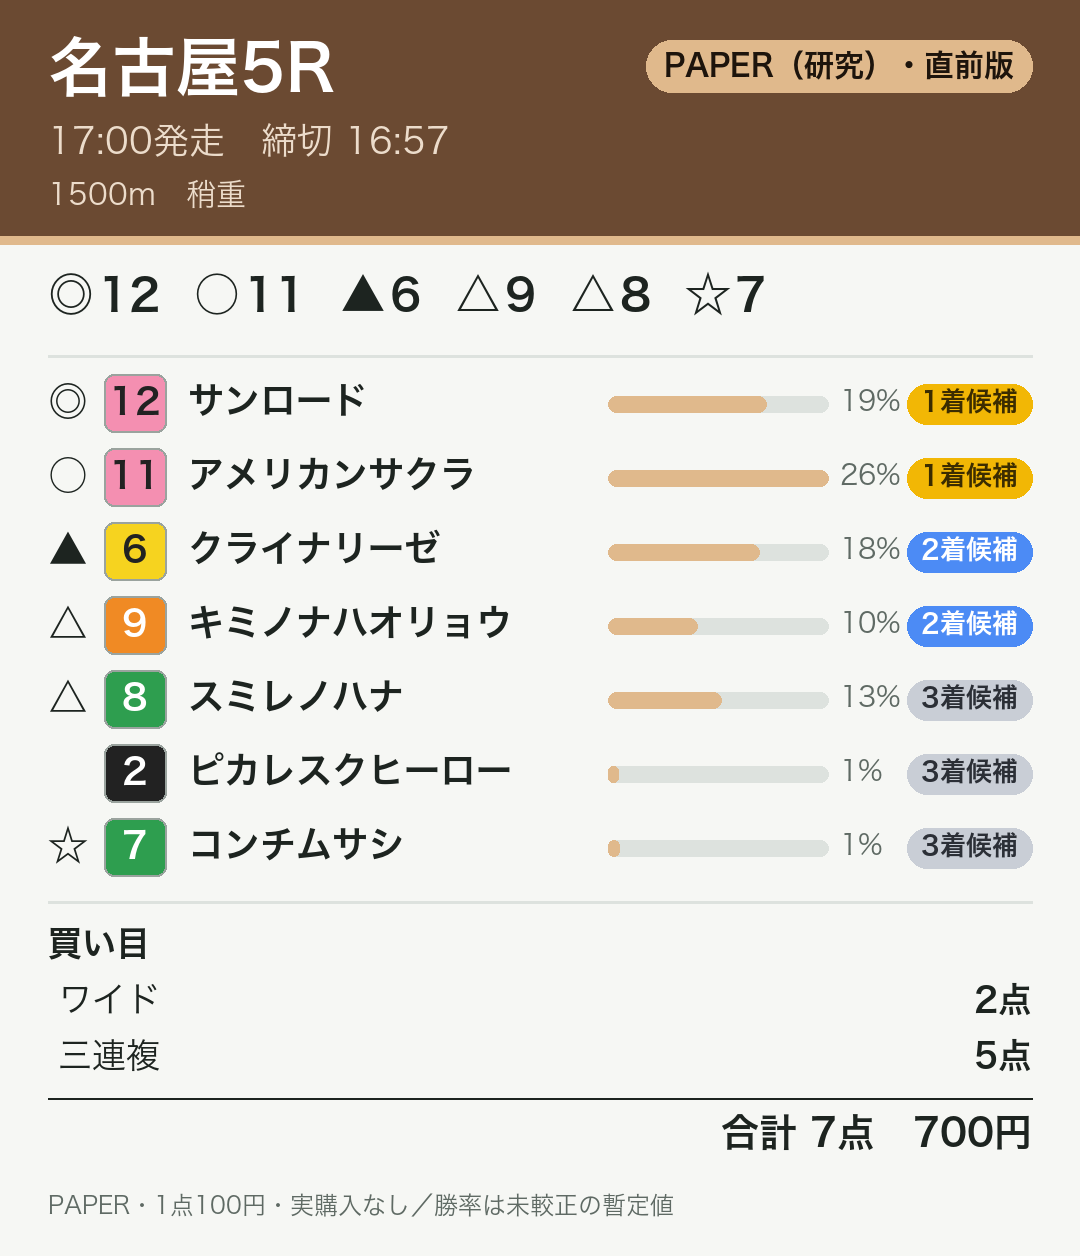 名古屋5R
PAPER（研究）・直前版
17:00発走　締切 16:57
1500m　稍重
◎12 ○11 ▲6 △9 △8 ☆7
◎ 12 サンロード 19% 1着候補
○ 11 アメリカンサクラ 26% 1着候補
▲ 6 クライナリーゼ 18% 2着候補
△ 9 キミノナハオリョウ 10% 2着候補
△ 8 スミレノハナ 13% 3着候補
2 ピカレスクヒーロー 1% 3着候補
☆ 7 コンチムサシ 1% 3着候補
買い目
ワイド 2点
三連複 5点
合計 7点　700円
PAPER・1点100円・実購入なし／勝率は未較正の暫定値